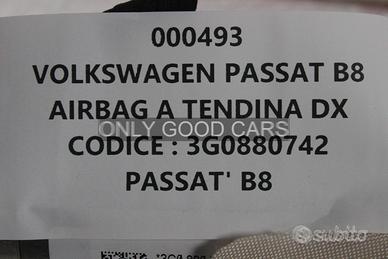 000493
VOLKSWAGEN PASSAT B8
AIRBAG A TENDINA DX
ONLY GOOD CARS
CODICE : 3G0880742
PASSAT' B8
subito